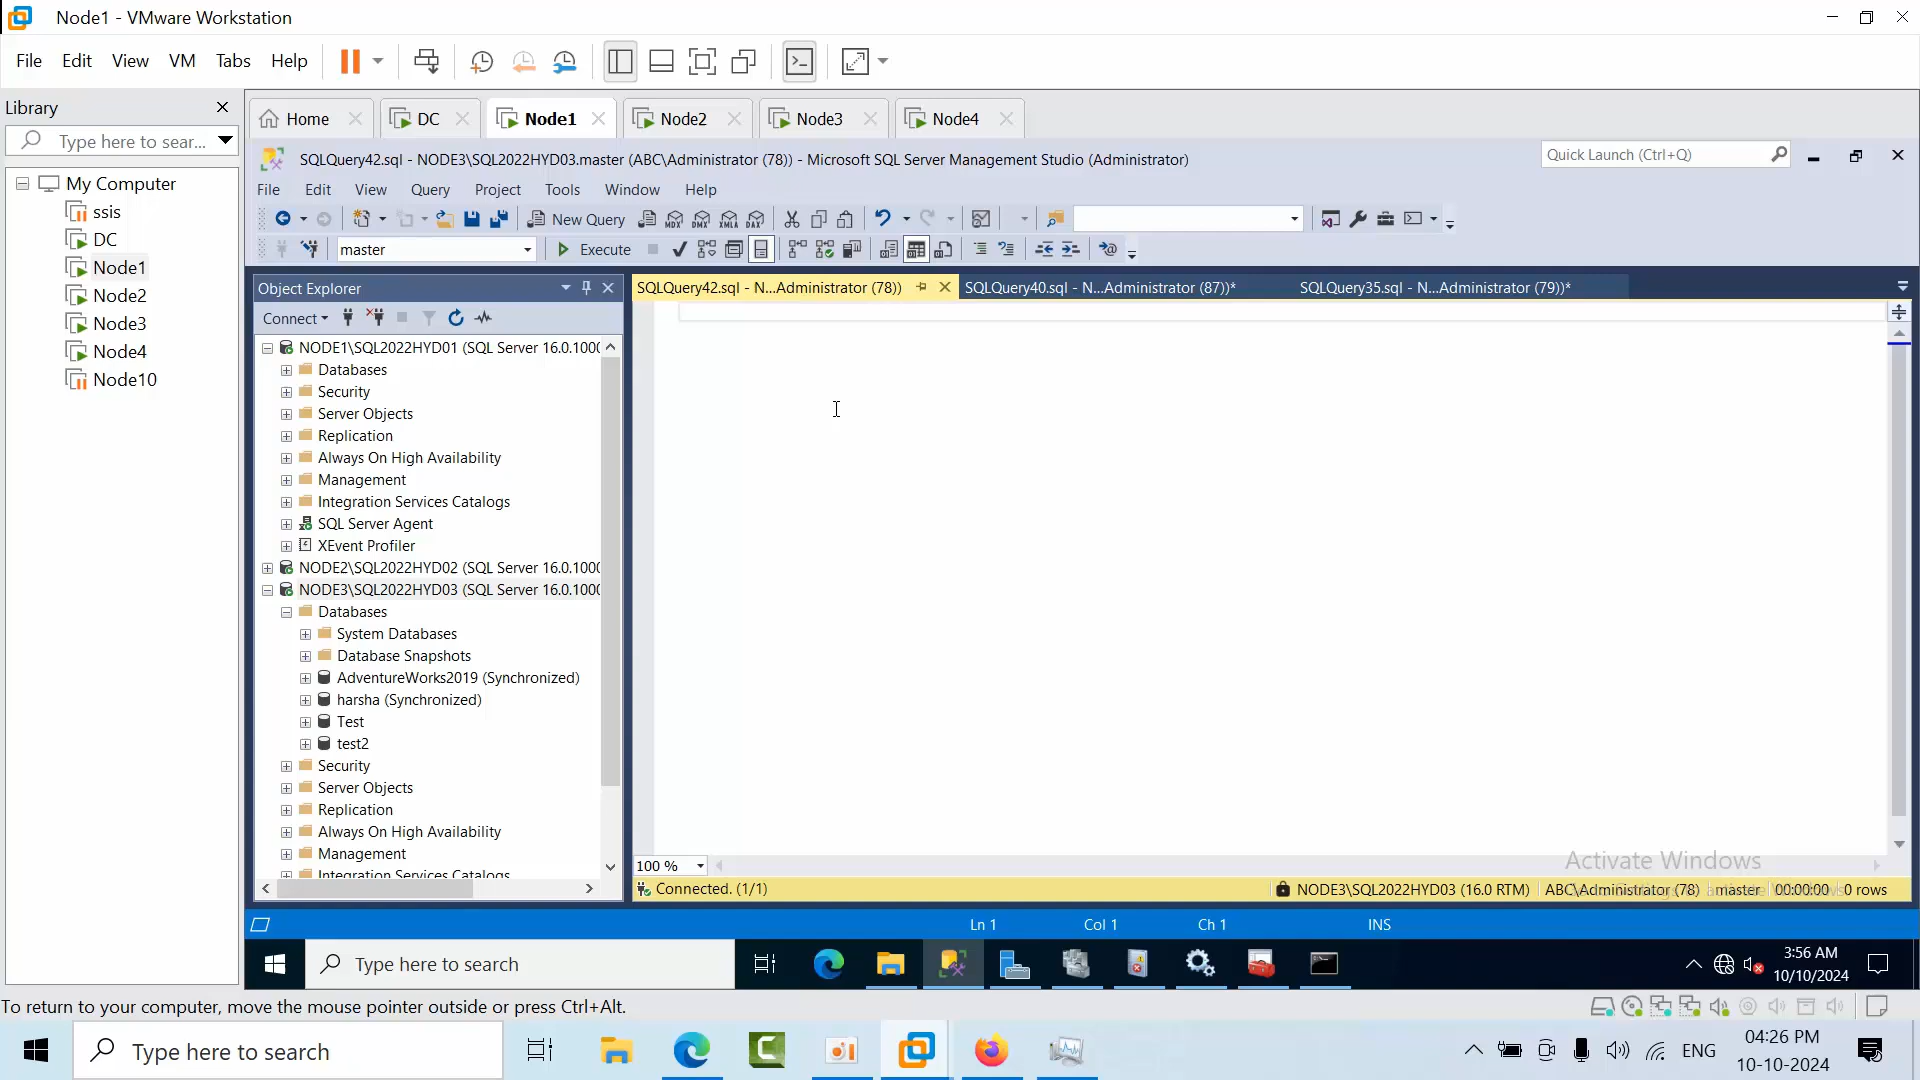 Node1 - VMware Workstation
File Edit View VM Tabs Help
Library
Type here to sear...
My Computer
ssis
DC
Node1
Node2
Node3
Node4
Node10
Home DC Node1 Node2 Node3 Node4
SQLQuery42.sql - NODE3\SQL2022HYD03.master (ABC\Administrator (78)) - Microsoft SQL Server Management Studio (Administrator)
Quick Launch (Ctrl+Q)
File Edit View Query Project Tools Window Help
New Query MDX DMX XMLA DAX
master Execute
Object Explorer
Connect
NODE1\SQL2022HYD01 (SQL Server 16.0.1000
Databases
Security
Server Objects
Replication
Always On High Availability
Management
Integration Services Catalogs
SQL Server Agent
XEvent Profiler
NODE2\SQL2022HYD02 (SQL Server 16.0.1000
NODE3\SQL2022HYD03 (SQL Server 16.0.1000
Databases
System Databases
Database Snapshots
AdventureWorks2019 (Synchronized)
harsha (Synchronized)
Test
test2
Security
Server Objects
Replication
Always On High Availability
Management
Integration Services Catalogs
SQLQuery42.sql - N...Administrator (78)) SQLQuery40.sql - N...Administrator (87))* SQLQuery35.sql - N...Administrator (79))*
100 %
Activate Windows
Connected. (1/1) NODE3\SQL2022HYD03 (16.0 RTM) ABC\Administrator (78) master 00:00:00 0 rows
Ln 1 Col 1 Ch 1 INS
Type here to search
3:56 AM
10/10/2024
To return to your computer, move the mouse pointer outside or press Ctrl+Alt.
Type here to search
ENG
04:26 PM
10-10-2024